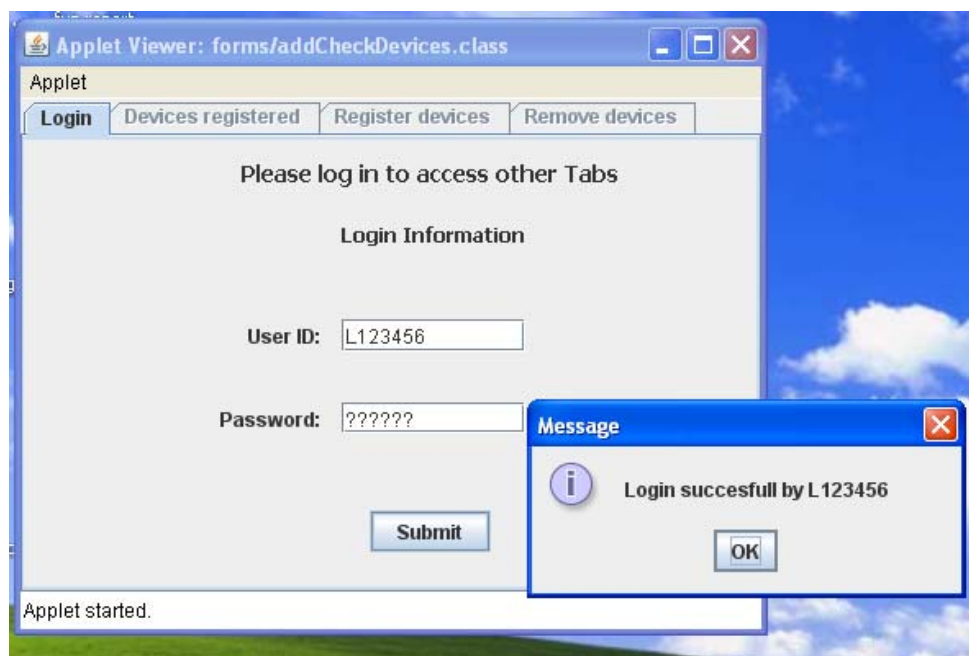 Applet Viewer: forms/addCheckDevices.class
Applet
Login Devices registered Register devices Remove devices
Please log in to access other Tabs
Login Information
User ID: L123456
Password: ??????
Submit
Message
Login succesfull by L123456
OK
Applet started.